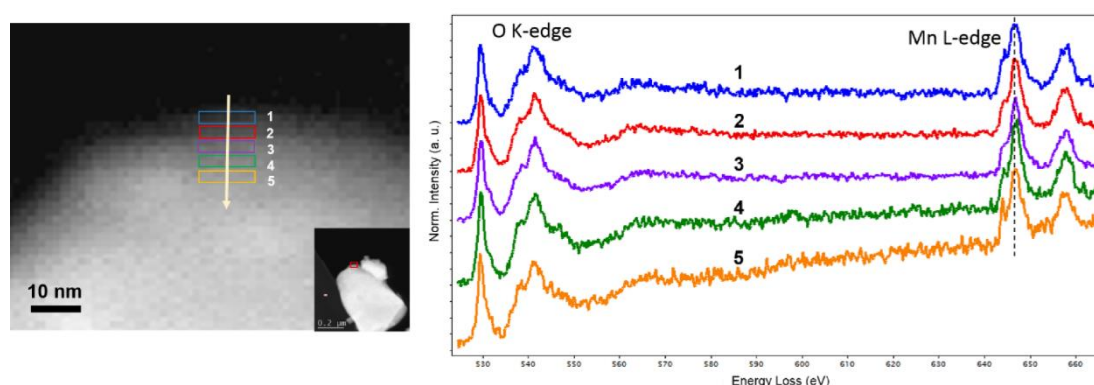 1
2
3
4
5
10 nm
0.2 µm
O K-edge
Mn L-edge
1
2
3
4
5
Norm. Intensity (a. u.)
530 540 550 560 570 580 590 600 610 620 630 640 650 660
Energy Loss (eV)